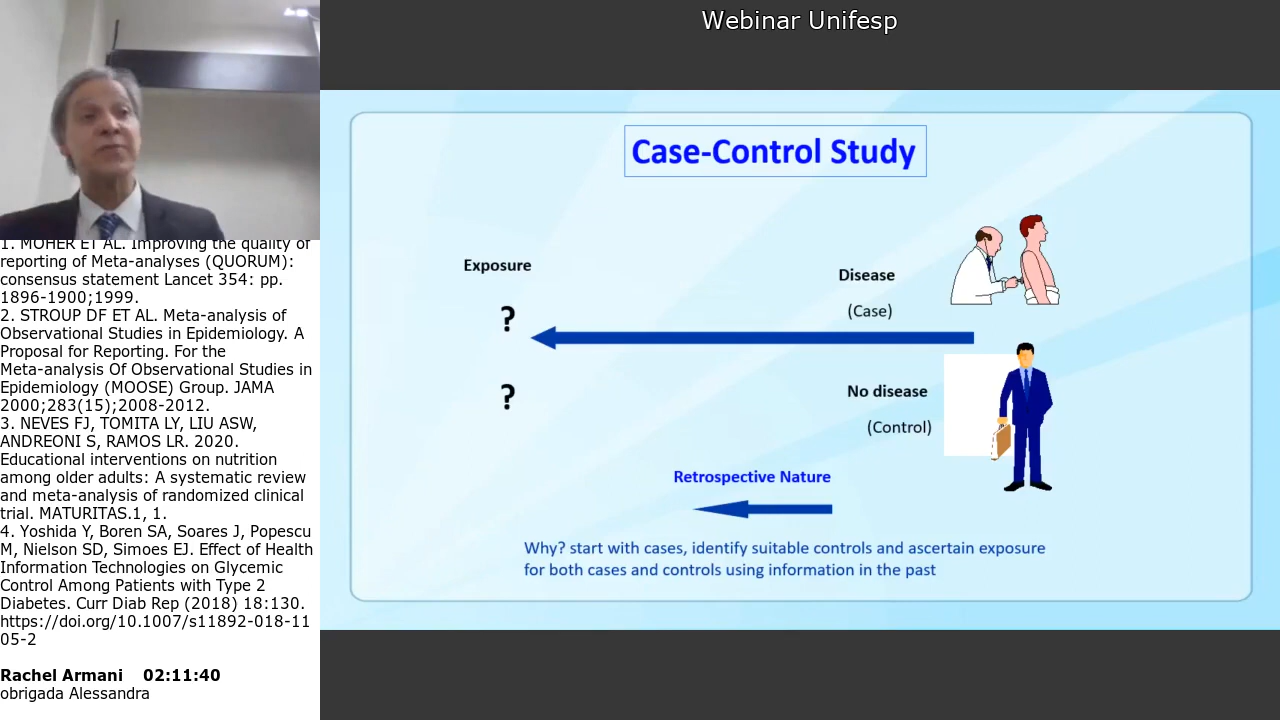 Webinar Unifesp
1. MOHER ET AL. Improving the quality of
reporting of Meta-analyses (QUORUM):
consensus statement Lancet 354: pp.
1896-1900;1999.
2. STROUP DF ET AL. Meta-analysis of
Observational Studies in Epidemiology. A
Proposal for Reporting. For the
Meta-analysis Of Observational Studies in
Epidemiology (MOOSE) Group. JAMA
2000;283(15);2008-2012.
3. NEVES FJ, TOMITA LY, LIU ASW,
ANDREONI S, RAMOS LR. 2020.
Educational interventions on nutrition
among older adults: A systematic review
and meta-analysis of randomized clinical
trial. MATURITAS.1, 1.
4. Yoshida Y, Boren SA, Soares J, Popescu
M, Nielson SD, Simoes EJ. Effect of Health
Information Technologies on Glycemic
Control Among Patients with Type 2
Diabetes. Curr Diab Rep (2018) 18:130.
https://doi.org/10.1007/s11892-018-11
05-2
Rachel Armani 02:11:40
obrigada Alessandra
Case-Control Study
Exposure
Disease
(Case)
?
?
No disease
(Control)
Retrospective Nature
Why? start with cases, identify suitable controls and ascertain exposure
for both cases and controls using information in the past